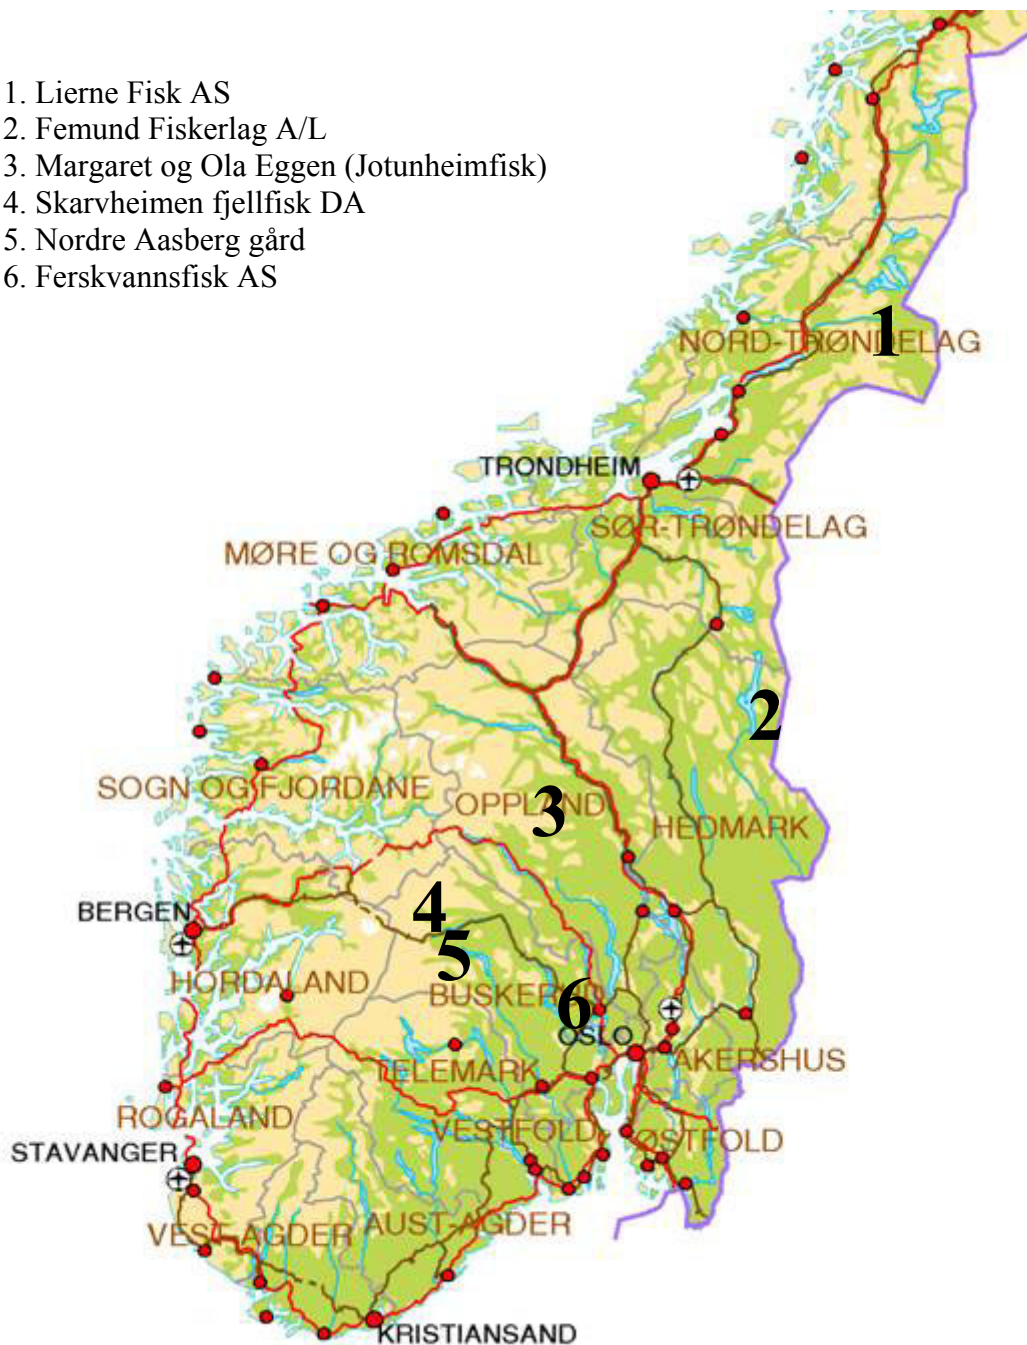 1. Lierne Fisk AS
2. Femund Fiskerlag A/L
3. Margaret og Ola Eggen (Jotunheimfisk)
4. Skarvheimen fjellfisk DA
5. Nordre Aasberg gård
6. Ferskvannsfisk AS
1
NORD-TRØNDELAG
TRONDHEIM
SØR-TRØNDELAG
MØRE OG ROMSDAL
2
SOGN OG FJORDANE
OPPLAND
3
HEDMARK
4
BERGEN
5
HORDALAND
BUSKERUD
6
OSLO
AKERSHUS
TELEMARK
ROGALAND
VESTFOLD
ØSTFOLD
STAVANGER
VEST-AGDER
AUST-AGDER
KRISTIANSAND